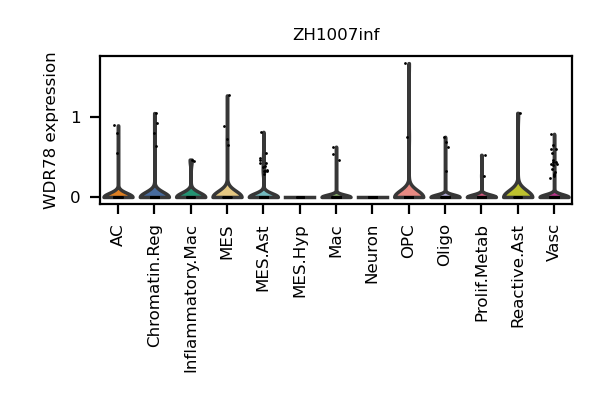 ZH1007inf
WDR78 expression
1
0
AC
Chromatin.Reg
Inflammatory.Mac
MES
MES.Ast
MES.Hyp
Mac
Neuron
OPC
Oligo
Prolif.Metab
Reactive.Ast
Vasc